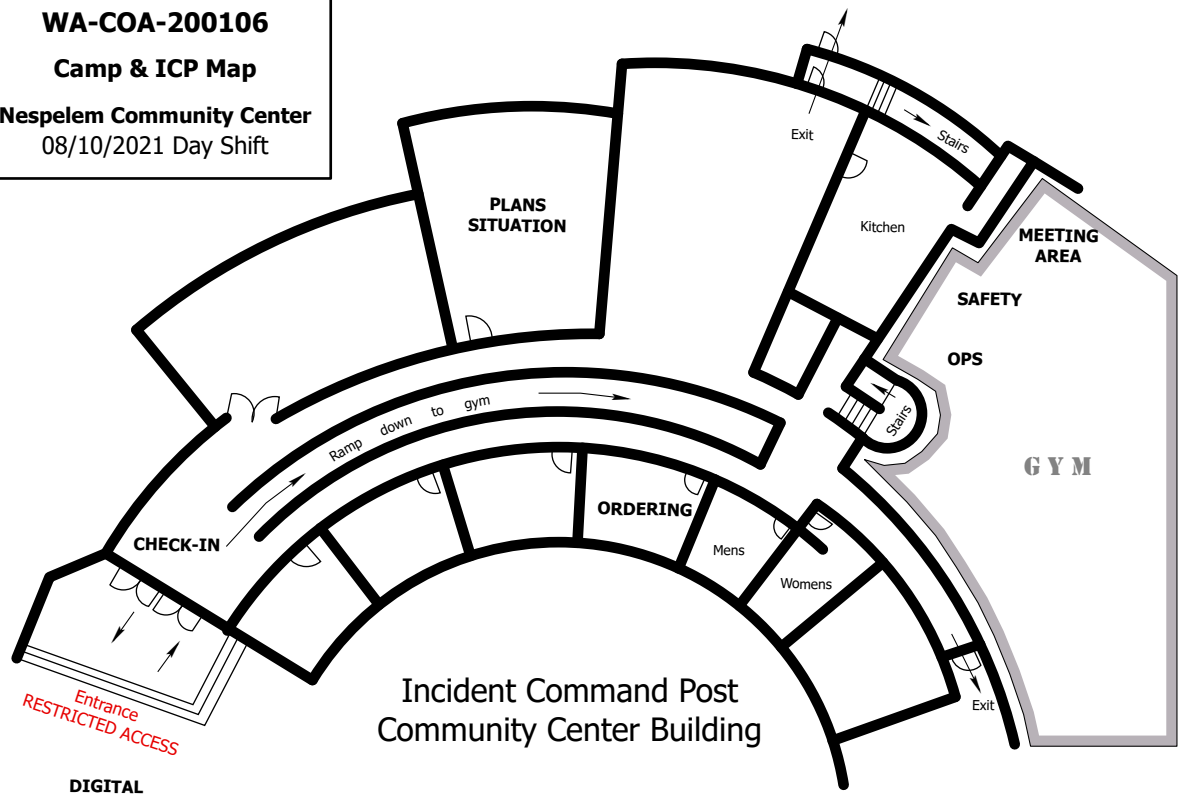 WA-COA-200106
Camp & ICP Map
Nespelem Community Center
08/10/2021 Day Shift
Exit
Stairs
PLANS
SITUATION
Kitchen
MEETING
AREA
SAFETY
OPS
Ramp down to gym
Stairs
GYM
ORDERING
CHECK-IN
Mens
Womens
Entrance
RESTRICTED ACCESS
Incident Command Post
Community Center Building
Exit
DIGITAL